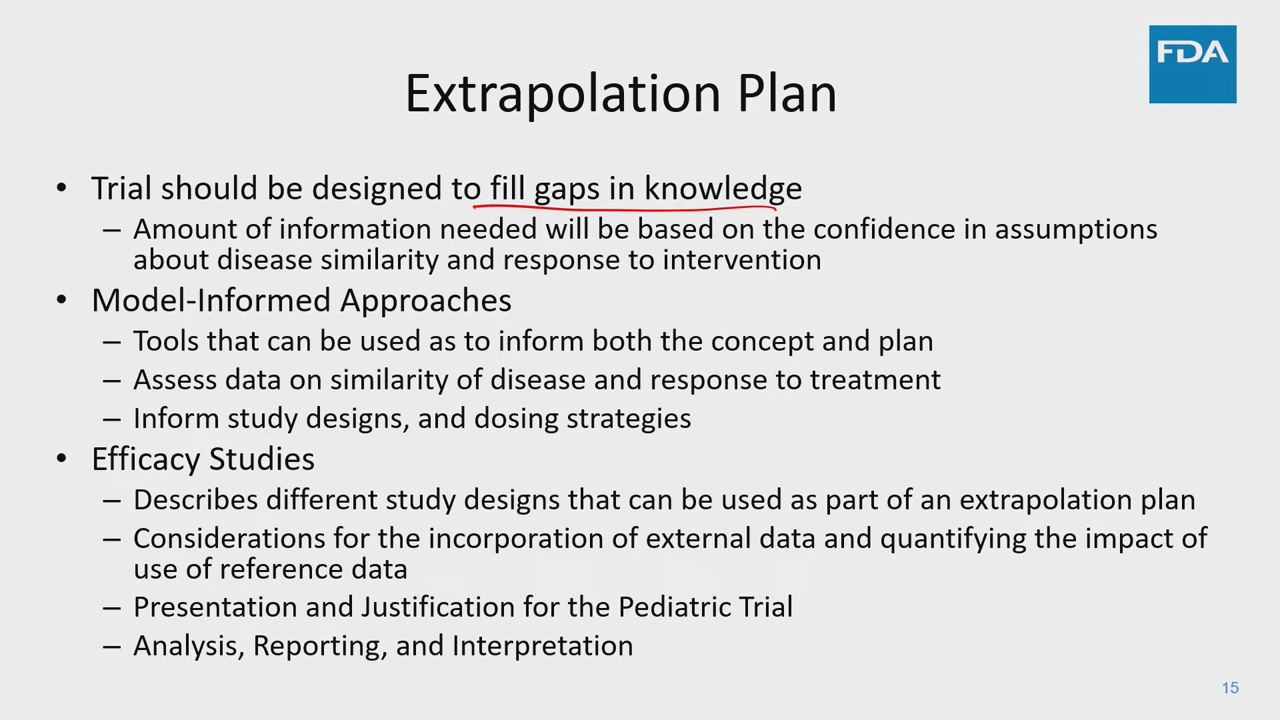 FDA
Extrapolation Plan
• Trial should be designed to fill gaps in knowledge
– Amount of information needed will be based on the confidence in assumptions
about disease similarity and response to intervention
• Model-Informed Approaches
– Tools that can be used as to inform both the concept and plan
– Assess data on similarity of disease and response to treatment
– Inform study designs, and dosing strategies
• Efficacy Studies
– Describes different study designs that can be used as part of an extrapolation plan
– Considerations for the incorporation of external data and quantifying the impact of
use of reference data
– Presentation and Justification for the Pediatric Trial
– Analysis, Reporting, and Interpretation
15